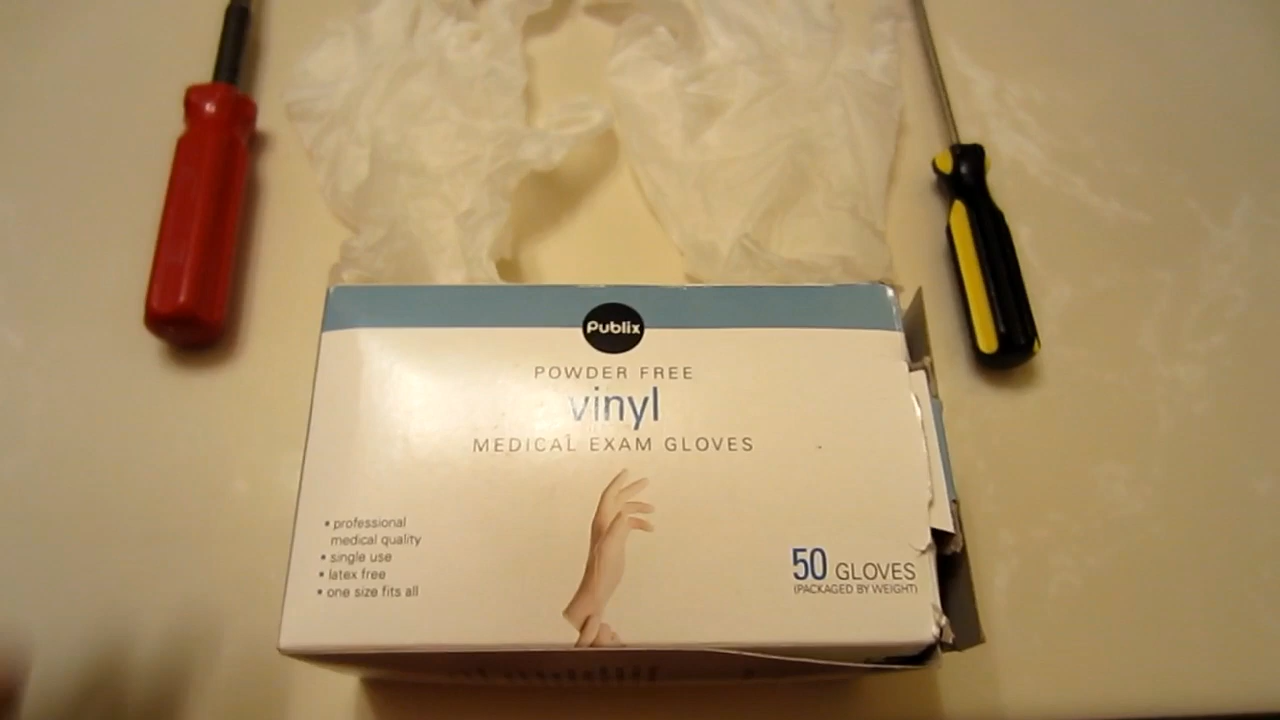 Publix
POWDER FREE
vinyl
MEDICAL EXAM GLOVES
▪ professional
medical quality
▪ single use
▪ latex free
▪ one size fits all
50 GLOVES
(PACKAGED BY WEIGHT)